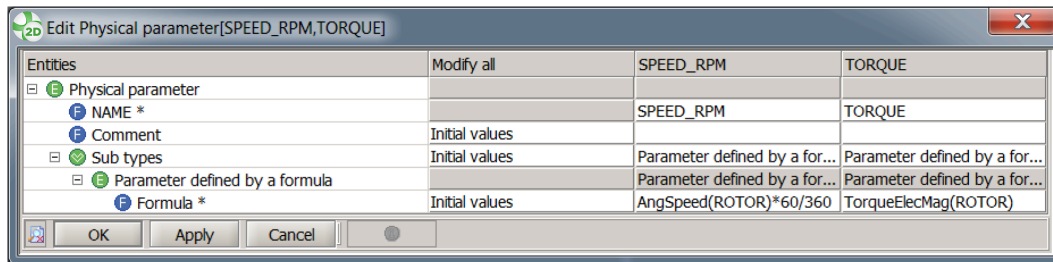 2D Edit Physical parameter[SPEED_RPM,TORQUE] X
Entities Modify all SPEED_RPM TORQUE
E Physical parameter
F NAME * SPEED_RPM TORQUE
F Comment Initial values
Sub types Initial values Parameter defined by a for... Parameter defined by a for...
E Parameter defined by a formula Parameter defined by a for... Parameter defined by a for...
F Formula * Initial values AngSpeed(ROTOR)*60/360 TorqueElecMag(ROTOR)
OK Apply Cancel